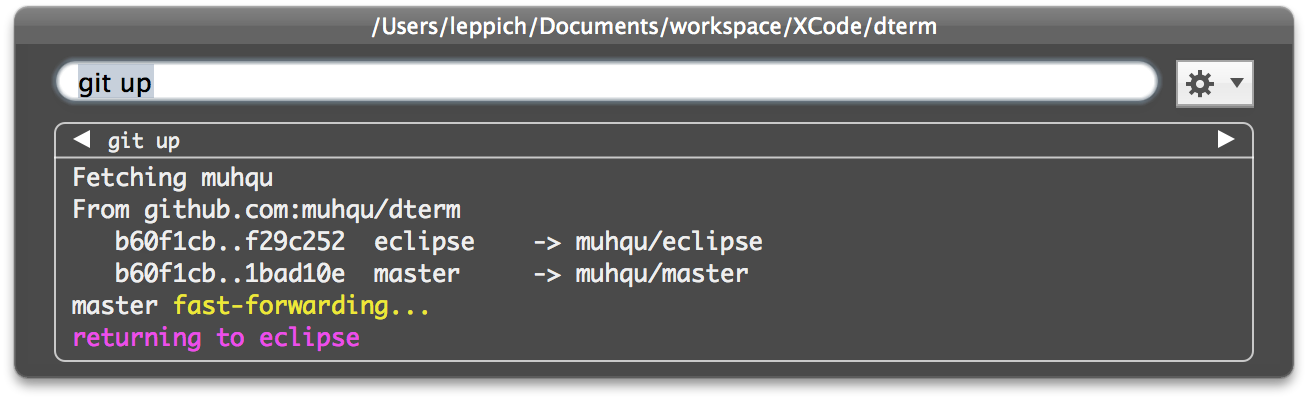 /Users/leppich/Documents/workspace/XCode/dterm
git up
git up
Fetching muhqu
From github.com:muhqu/dterm
   b60f1cb..f29c252  eclipse    -> muhqu/eclipse
   b60f1cb..1bad10e  master     -> muhqu/master
master fast-forwarding...
returning to eclipse